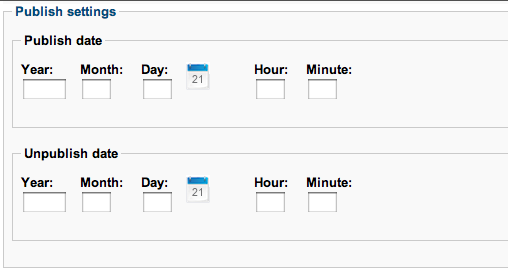 Publish settings
Publish date
Year: Month: Day: 21 Hour: Minute:
Unpublish date
Year: Month: Day: 21 Hour: Minute: